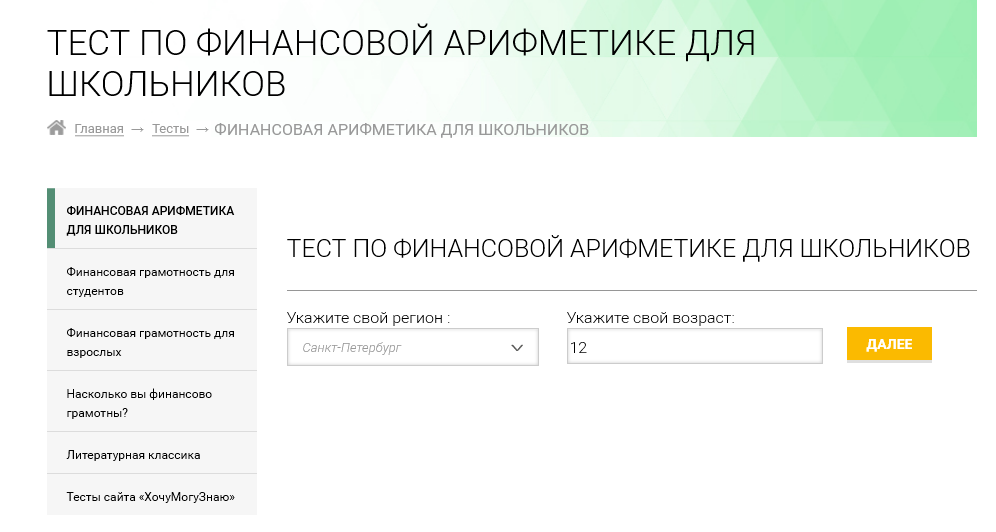 ТЕСТ ПО ФИНАНСОВОЙ АРИФМЕТИКЕ ДЛЯ
ШКОЛЬНИКОВ
Главная → Тесты → ФИНАНСОВАЯ АРИФМЕТИКА ДЛЯ ШКОЛЬНИКОВ
ФИНАНСОВАЯ АРИФМЕТИКА
ДЛЯ ШКОЛЬНИКОВ
Финансовая грамотность для
студентов
Финансовая грамотность для
взрослых
Насколько вы финансово
грамотны?
Литературная классика
Тесты сайта «ХочуМогуЗнаю»
ТЕСТ ПО ФИНАНСОВОЙ АРИФМЕТИКЕ ДЛЯ ШКОЛЬНИКОВ
Укажите свой регион :
Санкт-Петербург
Укажите свой возраст:
12
ДАЛЕЕ